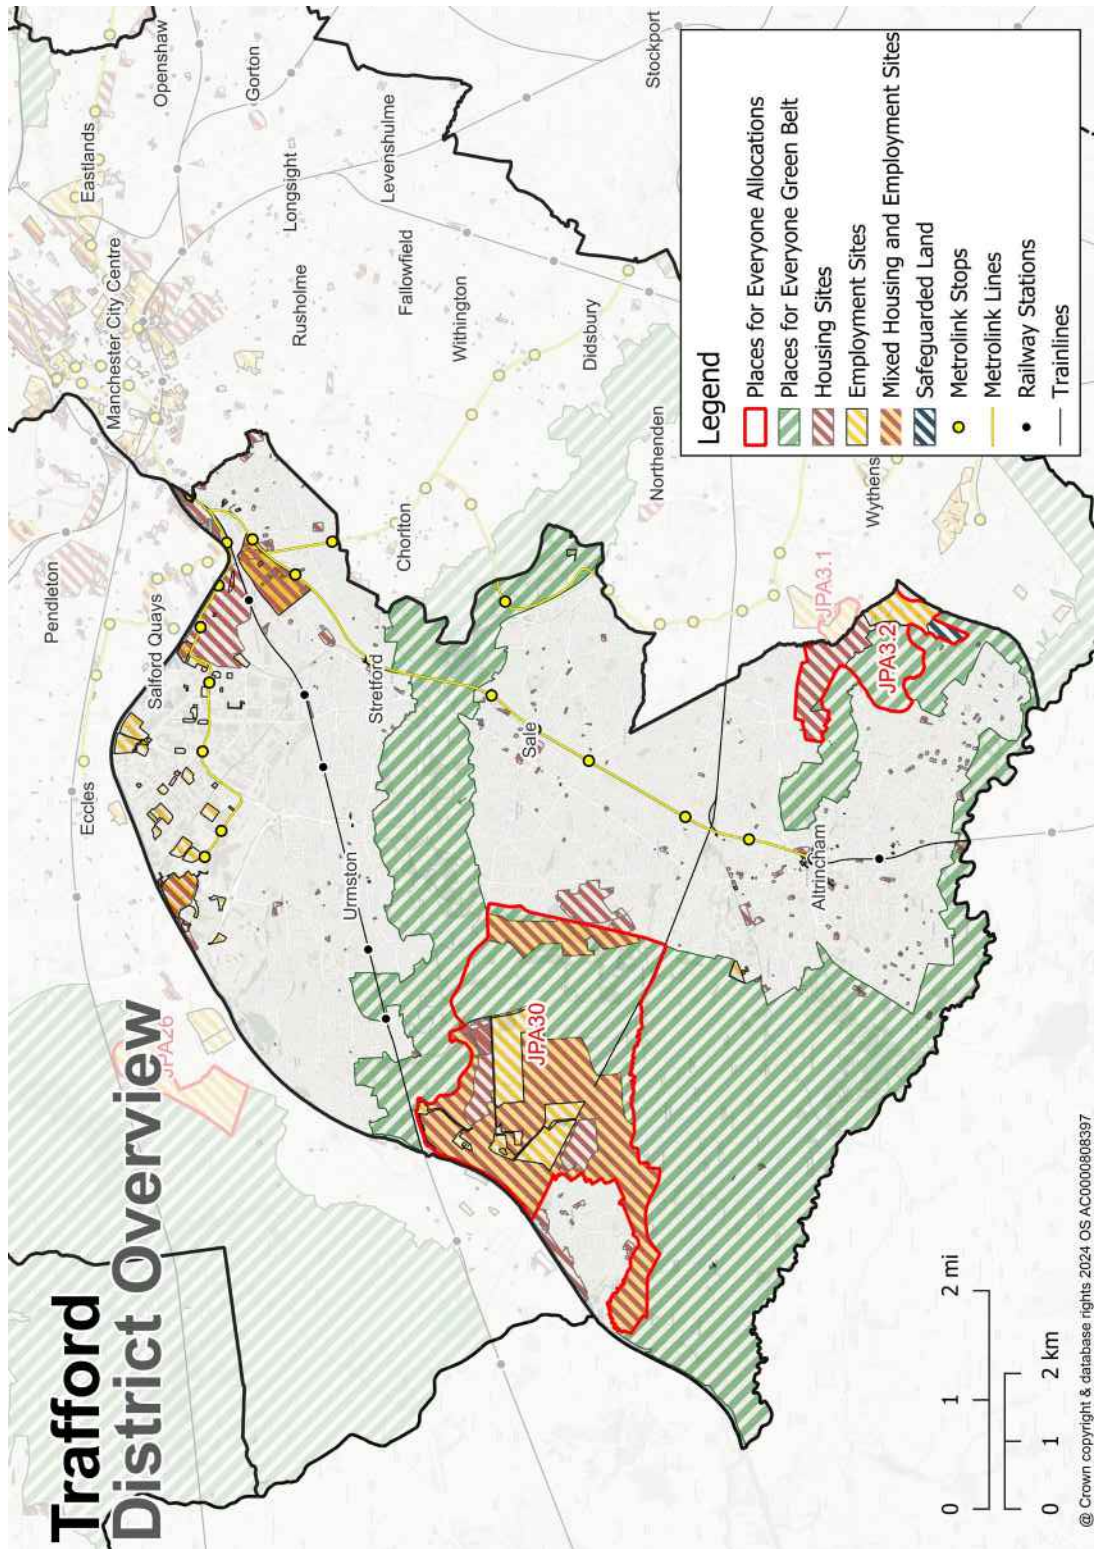 Trafford
District Overview
Pendleton
Eccles
Salford Quays
Manchester City Centre
Eastlands
Openshaw
Gorton
Longsight
Rusholme
Levenshulme
Fallowfield
Withington
Didsbury
Stockport
Chorlton
Stretford
Urmston
Northenden
Sale
Wythens
Altrincham
JPA26
JPA30
JPA3.1
JPA3.2
Legend
Places for Everyone Allocations
Places for Everyone Green Belt
Housing Sites
Employment Sites
Mixed Housing and Employment Sites
Safeguarded Land
Metrolink Stops
Metrolink Lines
Railway Stations
Trainlines
0 1 2 mi
0 1 2 km
@ Crown copyright & database rights 2024 OS AC0000808397